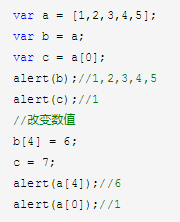 var a = [1,2,3,4,5];
var b = a;
var c = a[0];
alert(b);//1,2,3,4,5
alert(c);//1
//改变数值
b[4] = 6;
c = 7;
alert(a[4]);//6
alert(a[0]);//1